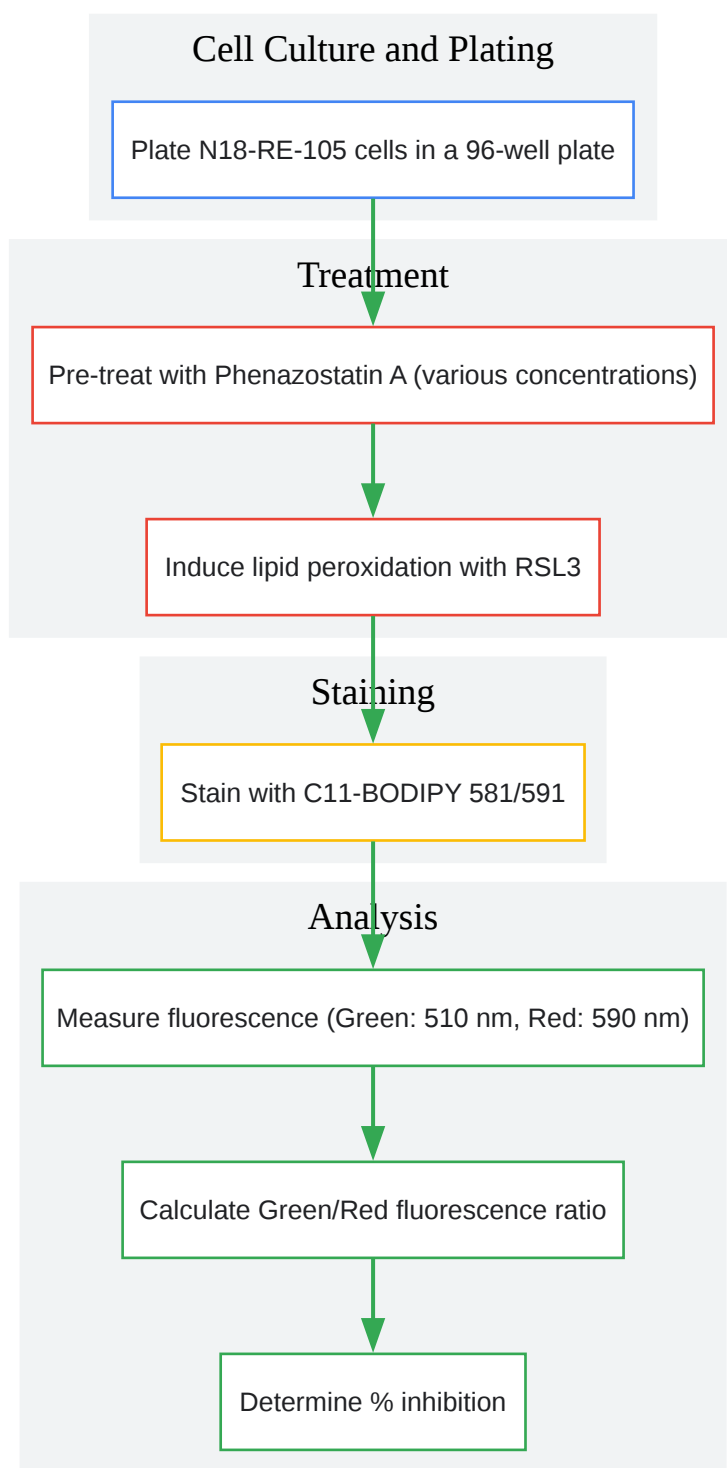 Cell Culture and Plating
Plate N18-RE-105 cells in a 96-well plate
Treatment
Pre-treat with Phenazostatin A (various concentrations)
Induce lipid peroxidation with RSL3
Staining
Stain with C11-BODIPY 581/591
Analysis
Measure fluorescence (Green: 510 nm, Red: 590 nm)
Calculate Green/Red fluorescence ratio
Determine % inhibition